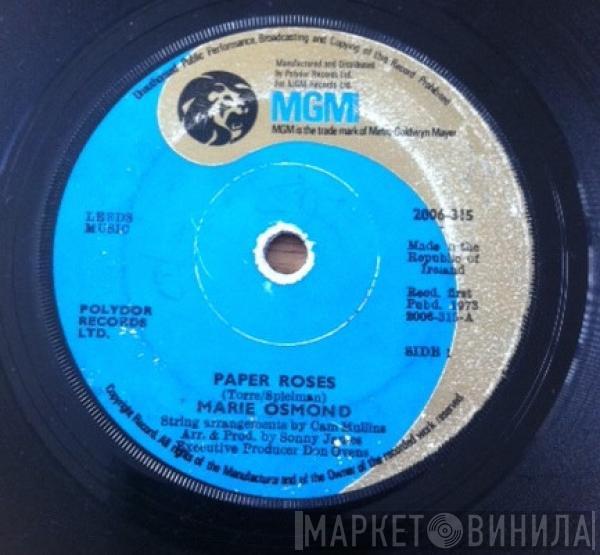 Unauthorised Public Performance, Broadcasting and Copying of this Record Prohibited
Manufactured and Distributed
by Polydor Records Ltd.
For MGM Records Ltd.
MGM
MGM is the trade mark of Metro-Goldwyn Mayer
LEEDS
MUSIC
2006-315
Made in the
Republic of
Ireland
Recd. first
Pubd. 1973
2006-315-A
POLYDOR
RECORDS
LTD.
SIDE 1
PAPER ROSES
(Torre/Spielman)
MARIE OSMOND
String arrangements by Cam Mullins
Arr. & Prod. by Sonny James
Executive Producer Don Ovens
Copyright Record. All Rights of the Manufacturer and of the Owner of the recorded work reserved
МАРКЕТ ВИНИЛА